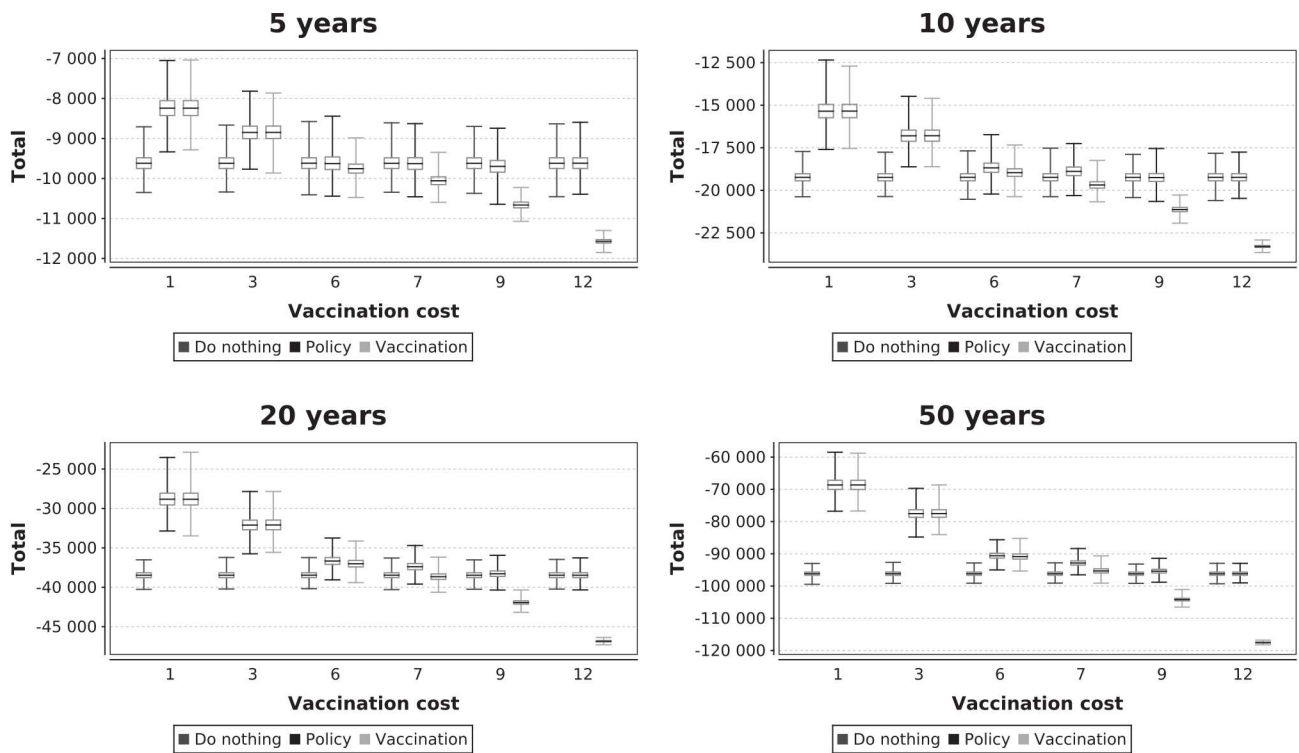 5 years
-7 000
-8 000
-9 000
-10 000
-11 000
-12 000
Total
1 3 6 7 9 12
Vaccination cost
Do nothing Policy Vaccination
10 years
-12 500
-15 000
-17 500
-20 000
-22 500
Total
1 3 6 7 9 12
Vaccination cost
Do nothing Policy Vaccination
20 years
-25 000
-30 000
-35 000
-40 000
-45 000
Total
1 3 6 7 9 12
Vaccination cost
Do nothing Policy Vaccination
50 years
-60 000
-70 000
-80 000
-90 000
-100 000
-110 000
-120 000
Total
1 3 6 7 9 12
Vaccination cost
Do nothing Policy Vaccination